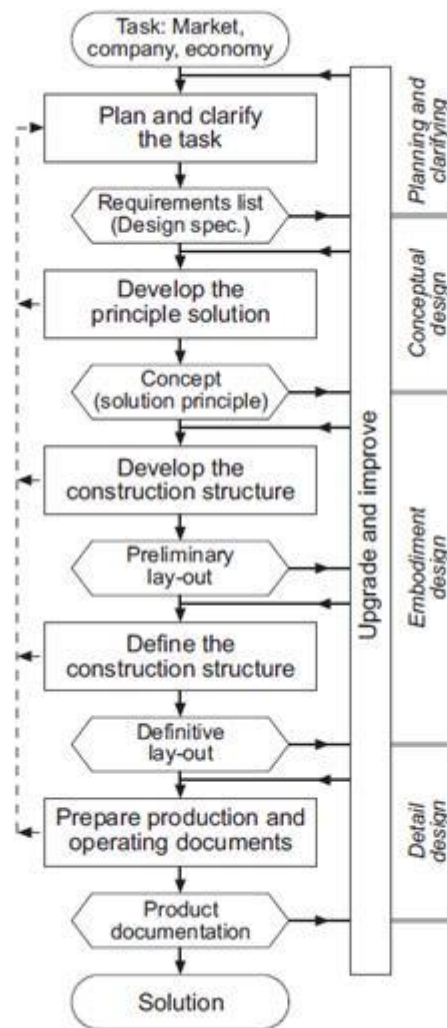 Task: Market,
company, economy
Plan and clarify
the task
Requirements list
(Design spec.)
Develop the
principle solution
Concept
(solution principle)
Develop the
construction structure
Preliminary
lay-out
Define the
construction structure
Definitive
lay-out
Prepare production and
operating documents
Product
documentation
Solution
Upgrade and improve
Planning and
clarifying
Conceptual
design
Embodiment
design
Detail
design